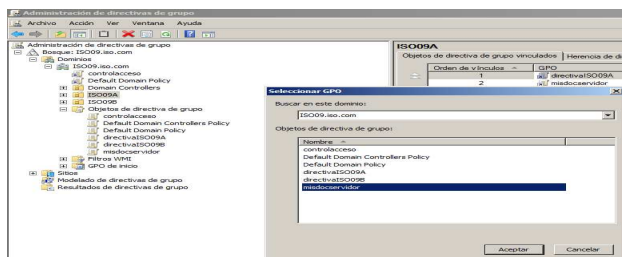 Administración de directivas de grupo
Archivo Acción Ver Ventana Ayuda
Administración de directivas de grupo
Bosque: ISO09.iso.com
Dominios
ISO09.iso.com
controlacceso
Default Domain Policy
Domain Controllers
ISO09A
ISO09B
Objetos de directiva de grupo
controlacceso
Default Domain Controllers Policy
Default Domain Policy
directivaISO09A
directivaISO09B
misdocservidor
Filtros WMI
GPO de inicio
Sitios
Modelado de directivas de grupo
Resultados de directivas de grupo
ISO09A
Objetos de directiva de grupo vinculados Herencia de di
Orden de vínculos GPO
1 directivaISO09A
2 misdocservidor
Seleccionar GPO
Buscar en este dominio:
ISO09.iso.com
Objetos de directiva de grupo:
Nombre
controlacceso
Default Domain Controllers Policy
Default Domain Policy
directivaISO09A
directivaISO09B
misdocservidor
Aceptar Cancelar